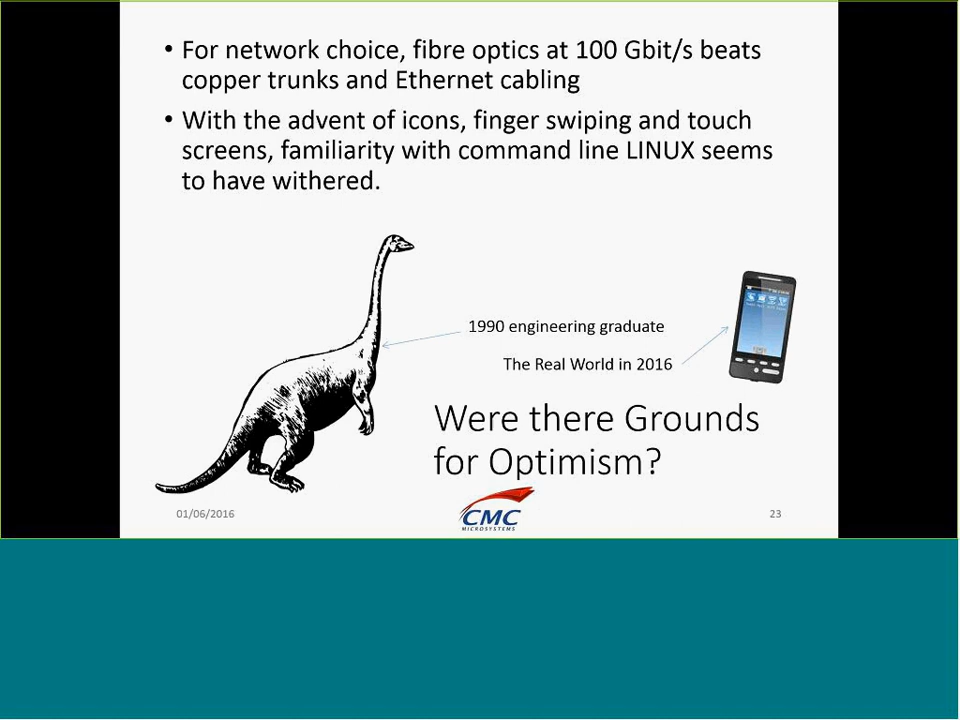 • For network choice, fibre optics at 100 Gbit/s beats
copper trunks and Ethernet cabling
• With the advent of icons, finger swiping and touch
screens, familiarity with command line LINUX seems
to have withered.
1990 engineering graduate
The Real World in 2016
Were there Grounds
for Optimism?
01/06/2016
CMC
MICROSYSTEMS
23